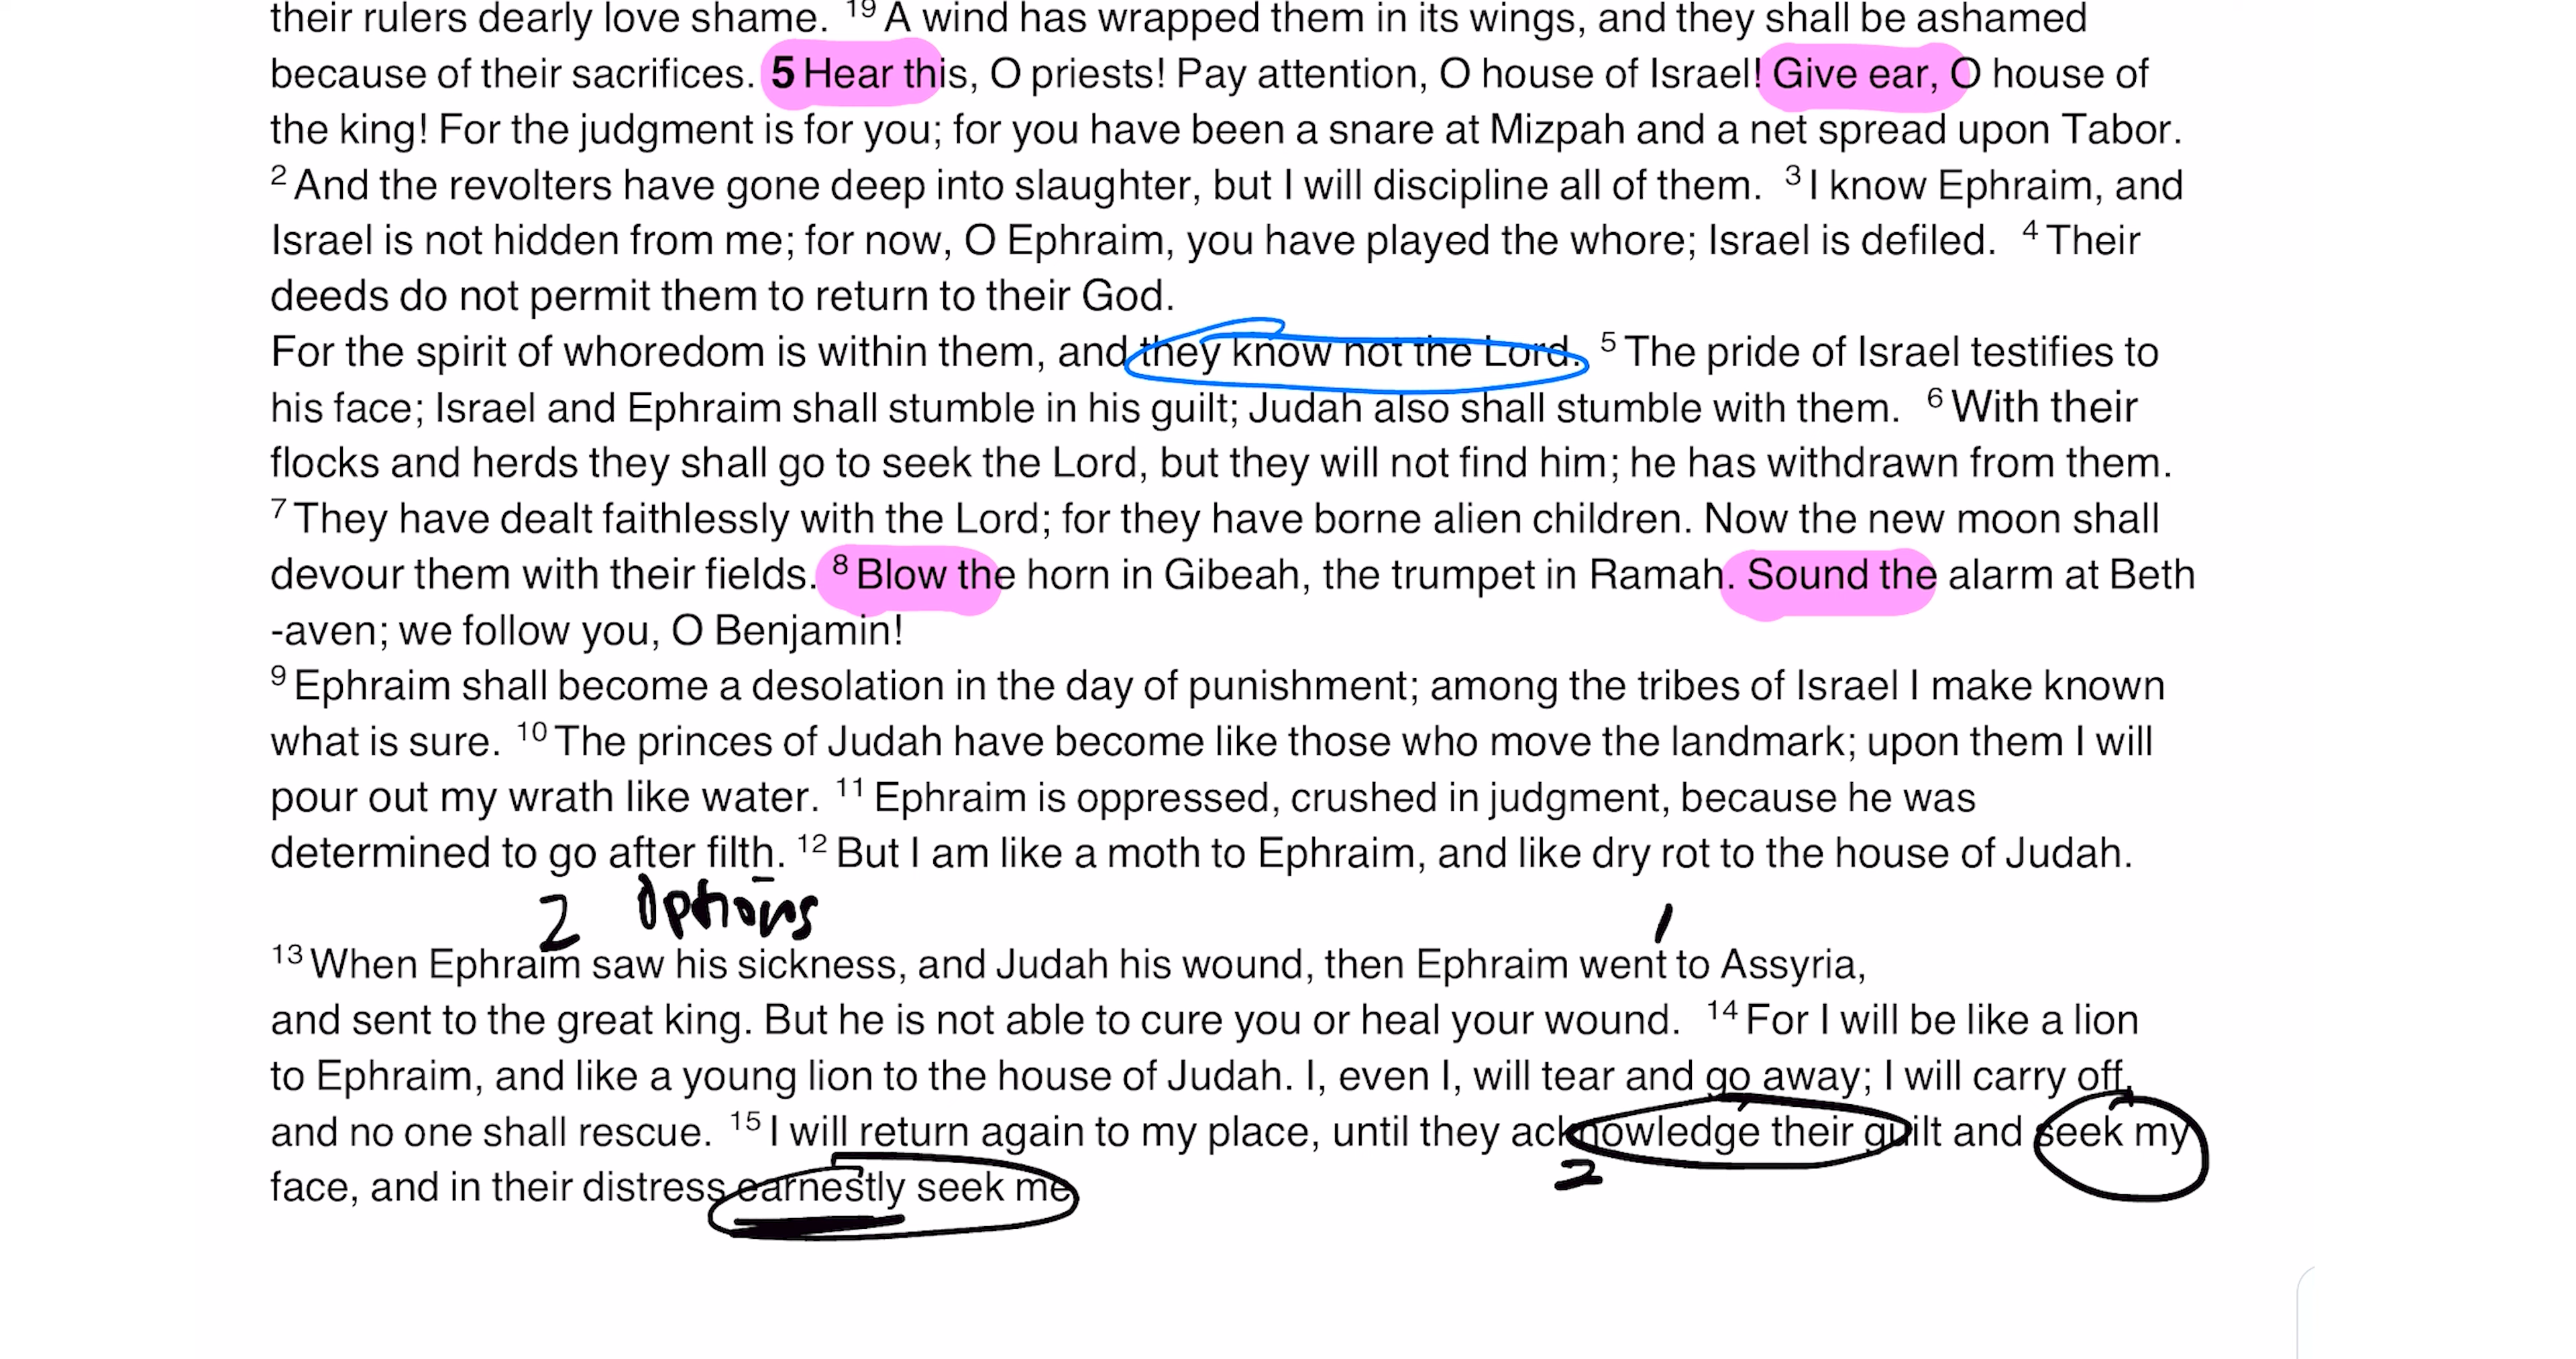 their rulers dearly love shame. 19 A wind has wrapped them in its wings, and they shall be ashamed
because of their sacrifices. 5 Hear this, O priests! Pay attention, O house of Israel! Give ear, O house of
the king! For the judgment is for you; for you have been a snare at Mizpah and a net spread upon Tabor.
2 And the revolters have gone deep into slaughter, but I will discipline all of them. 3 I know Ephraim, and
Israel is not hidden from me; for now, O Ephraim, you have played the whore; Israel is defiled. 4 Their
deeds do not permit them to return to their God.
For the spirit of whoredom is within them, and they know not the Lord. 5 The pride of Israel testifies to
his face; Israel and Ephraim shall stumble in his guilt; Judah also shall stumble with them. 6 With their
flocks and herds they shall go to seek the Lord, but they will not find him; he has withdrawn from them.
7 They have dealt faithlessly with the Lord; for they have borne alien children. Now the new moon shall
devour them with their fields. 8 Blow the horn in Gibeah, the trumpet in Ramah. Sound the alarm at Beth
-aven; we follow you, O Benjamin!
9 Ephraim shall become a desolation in the day of punishment; among the tribes of Israel I make known
what is sure. 10 The princes of Judah have become like those who move the landmark; upon them I will
pour out my wrath like water. 11 Ephraim is oppressed, crushed in judgment, because he was
determined to go after filth. 12 But I am like a moth to Ephraim, and like dry rot to the house of Judah.
2 options 1
13 When Ephraim saw his sickness, and Judah his wound, then Ephraim went to Assyria,
and sent to the great king. But he is not able to cure you or heal your wound. 14 For I will be like a lion
to Ephraim, and like a young lion to the house of Judah. I, even I, will tear and go away; I will carry off,
and no one shall rescue. 15 I will return again to my place, until they acknowledge their guilt and seek my
2
face, and in their distress earnestly seek me